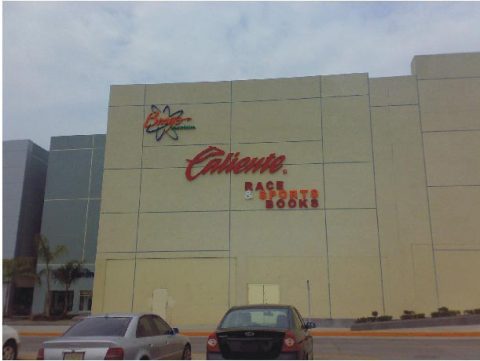 Caliente
RACE
& SPORTS
BOOKS